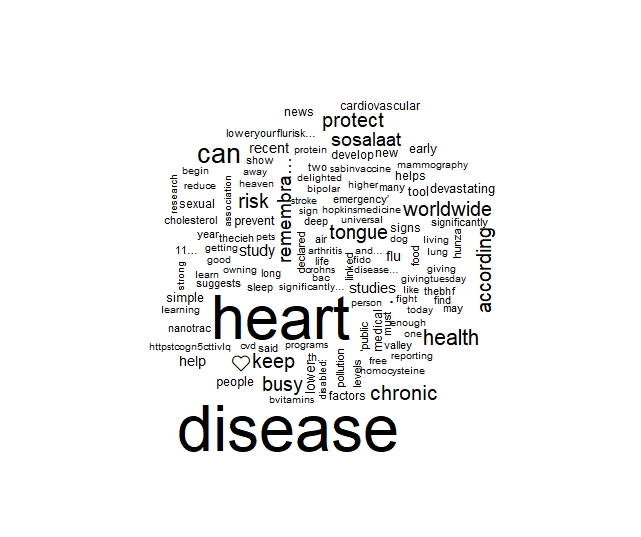 cardiovascular
news
protect
loweryourflurisk…
sosalaat
recent
protein
develop
new
early
can
show
two
sabinvaccine
mammography
begin
away
delighted
helps
research
reduce
association
heaven
remembra…
bipolar
higher
many
tool
devastating
sexual
risk
stroke
emergency'
sign
hopkinsmedicine
worldwide
cholesterol
prevent
deep
universal
significantly
tongue
signs
according
year
thecieh
pets
declared
air
dog
living
hunza
11…
getting
study
arthritis
and…
flu
food
lung
good
life
linked
fido
strong
learn
owning
long
crohns
disease…
giving
suggests
sleep
significantly…
bac
studies
givingtuesday
like
thebhf
simple
heart
person
fight
find
learning
today
may
nanotrac
'public
medical
must
enough
one
health
httpstcogn5cttivlq
cvd
said
programs
valley
help
♡
keep
th…
pollution
levels
free
reporting
people
busy
lower
disabled:
homocysteine
bvitamins
factors
chronic
disease